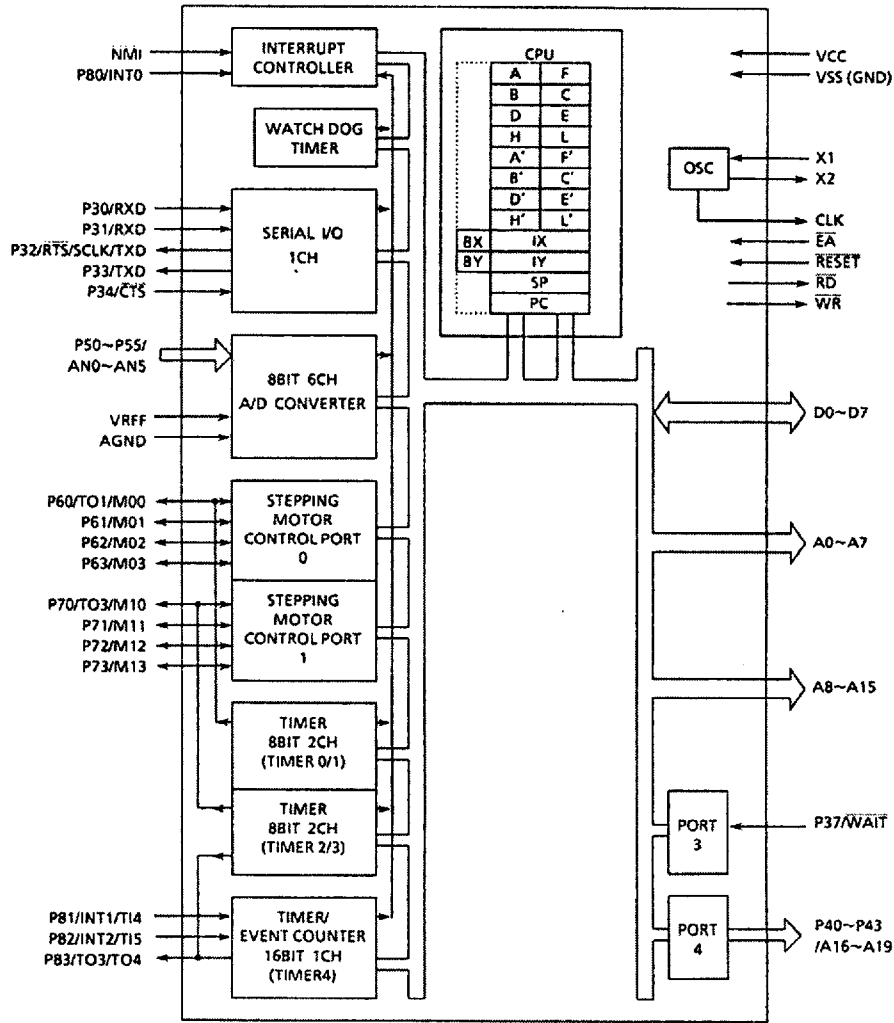 NMI
P80/INT0
INTERRUPT
CONTROLLER
WATCH DOG
TIMER
P30/RXD
P31/RXD
P32/RTS/SCLK/TXD
P33/TXD
P34/CTS
SERIAL I/O
1CH
P50~P55/
AN0~AN5
VRFF
AGND
8BIT 6CH
A/D CONVERTER
P60/TO1/M00
P61/M01
P62/M02
P63/M03
STEPPING
MOTOR
CONTROL PORT
0
P70/TO3/M10
P71/M11
P72/M12
P73/M13
STEPPING
MOTOR
CONTROL PORT
1
TIMER
8BIT 2CH
(TIMER 0/1)
TIMER
8BIT 2CH
(TIMER 2/3)
P81/INT1/TI4
P82/INT2/TI5
P83/TO3/TO4
TIMER/
EVENT COUNTER
16BIT 1CH
(TIMER4)
CPU
A F
B C
D E
H L
A' F'
B' C'
D' E'
H' L'
BX IX
BY IY
SP
PC
VCC
VSS (GND)
OSC
X1
X2
CLK
EA
RESET
RD
WR
D0~D7
A0~A7
A8~A15
PORT
3
P37/WAIT
PORT
4
P40~P43
/A16~A19